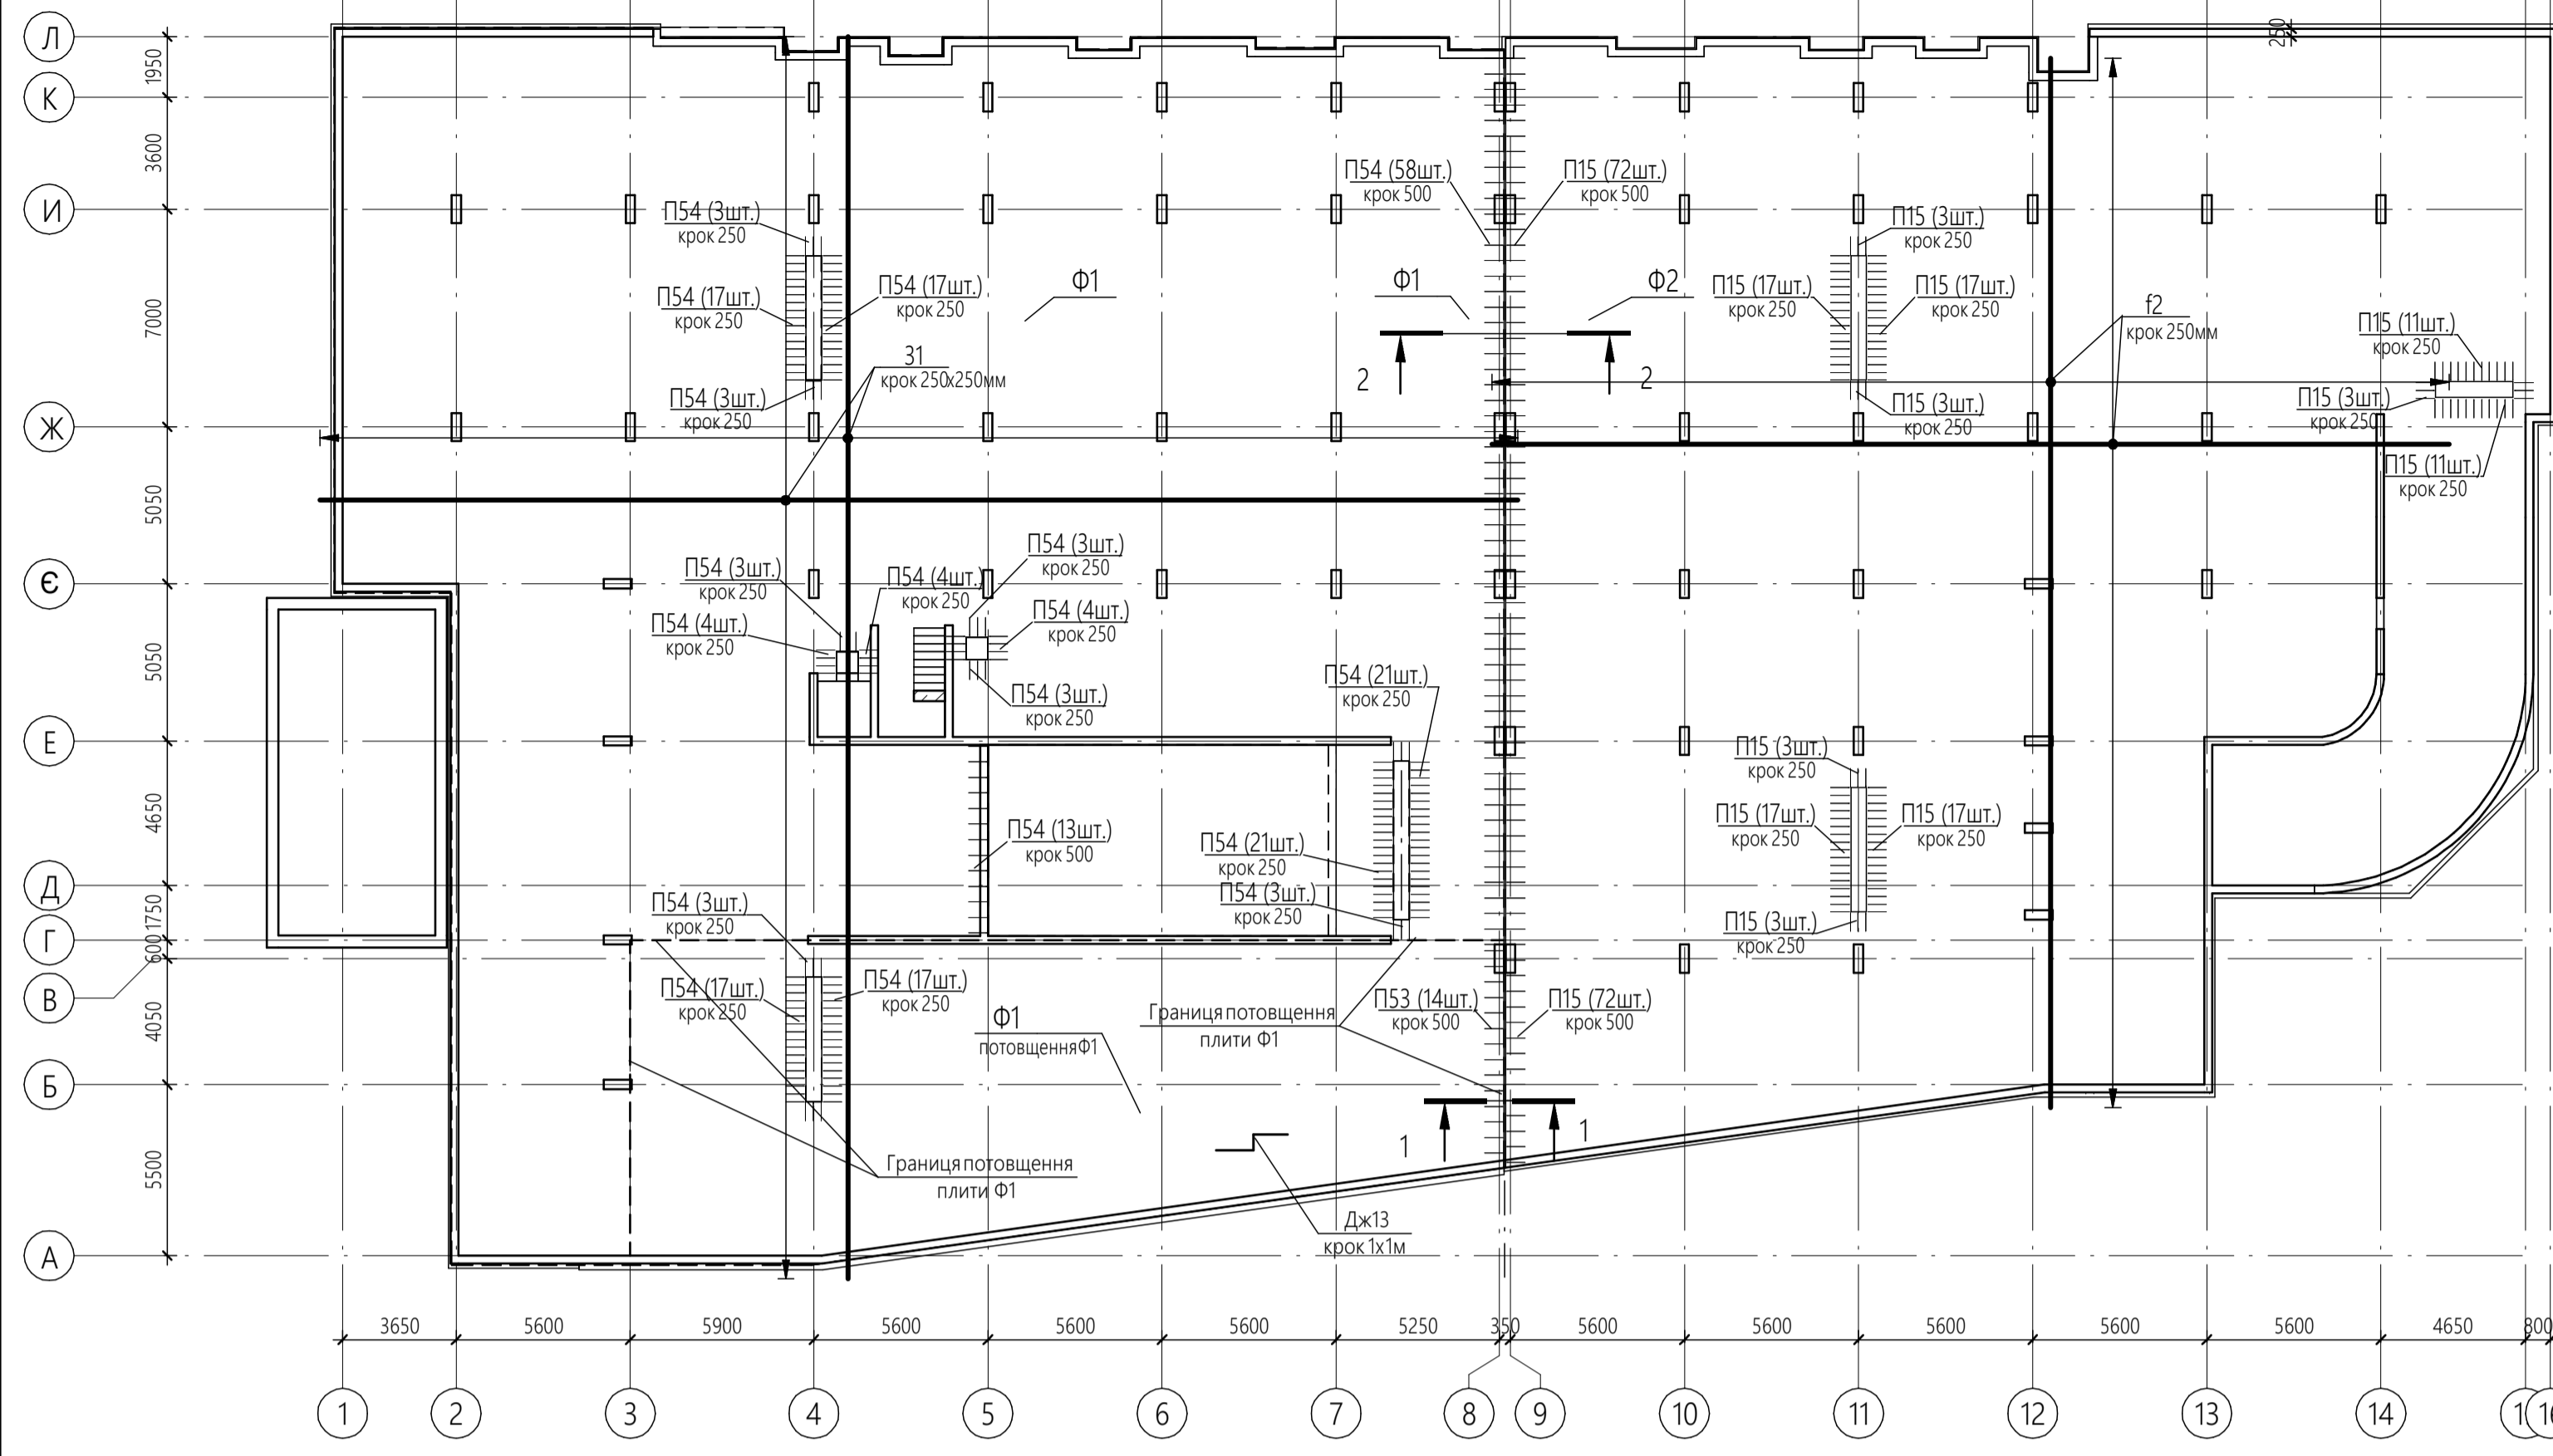 Л
250
1950
К
3600
П54 (58шт.)
крок 500
П15 (72шт.)
крок 500
И
П54 (3шт.)
крок 250
П15 (3шт.)
крок 250
7000
П54 (17шт.)
крок 250
П54 (17шт.)
крок 250
Ф1
Ф1
Ф2
П15 (17шт.)
крок 250
П15 (17шт.)
крок 250
f2
крок 250мм
П15 (11шт.)
крок 250
31
крок 250х250мм
2
2
П54 (3шт.)
крок 250
П15 (3шт.)
крок 250
П15 (3шт.)
крок 250
Ж
П15 (11шт.)
крок 250
5050
П54 (3шт.)
крок 250
П54 (3шт.)
крок 250
П54 (4шт.)
крок 250
Є
П54 (4шт.)
крок 250
П54 (4шт.)
крок 250
5050
П54 (3шт.)
крок 250
П54 (21шт.)
крок 250
Е
П15 (3шт.)
крок 250
4650
П54 (13шт.)
крок 500
П54 (21шт.)
крок 250
П15 (17шт.)
крок 250
П15 (17шт.)
крок 250
Д
П54 (3шт.)
крок 250
П54 (3шт.)
крок 250
1750
П15 (3шт.)
крок 250
Г
600
П54 (17шт.)
крок 250
П54 (17шт.)
крок 250
В
4050
Ф1
потовщення Ф1
Границя потовщення
плити Ф1
П53 (14шт.)
крок 500
П15 (72шт.)
крок 500
Б
1
1
5500
Границя потовщення
плити Ф1
Дж13
крок 1х1м
А
3650 5600 5900 5600 5600 5600 5250 350 5600 5600 5600 5600 5600 4650 800
1 2 3 4 5 6 7 8 9 10 11 12 13 14